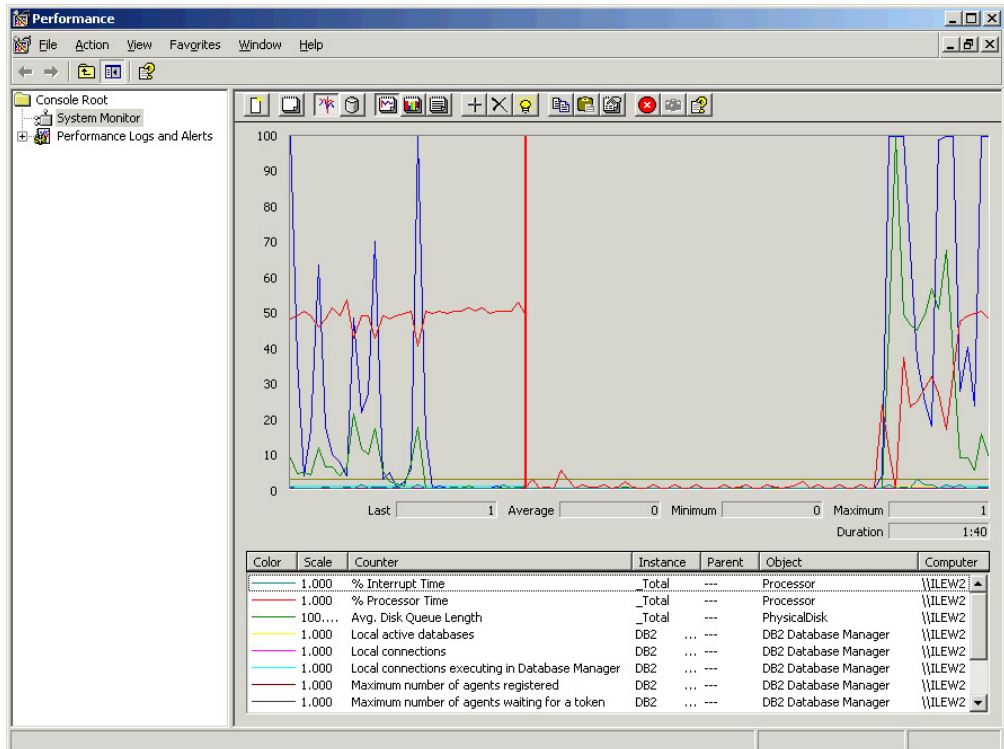 Performance
File Action View Favorites Window Help
Console Root
System Monitor
Performance Logs and Alerts
100
90
80
70
60
50
40
30
20
10
0
Last 1 Average 0 Minimum 0 Maximum 1
Duration 1:40
Color Scale Counter Instance Parent Object Computer
1.000 % Interrupt Time _Total --- Processor \\ILEW2
1.000 % Processor Time _Total --- Processor \\ILEW2
100.... Avg. Disk Queue Length _Total --- PhysicalDisk \\ILEW2
1.000 Local active databases DB2 ... --- DB2 Database Manager \\ILEW2
1.000 Local connections DB2 ... --- DB2 Database Manager \\ILEW2
1.000 Local connections executing in Database Manager DB2 ... --- DB2 Database Manager \\ILEW2
1.000 Maximum number of agents registered DB2 ... --- DB2 Database Manager \\ILEW2
1.000 Maximum number of agents waiting for a token DB2 ... --- DB2 Database Manager \\ILEW2